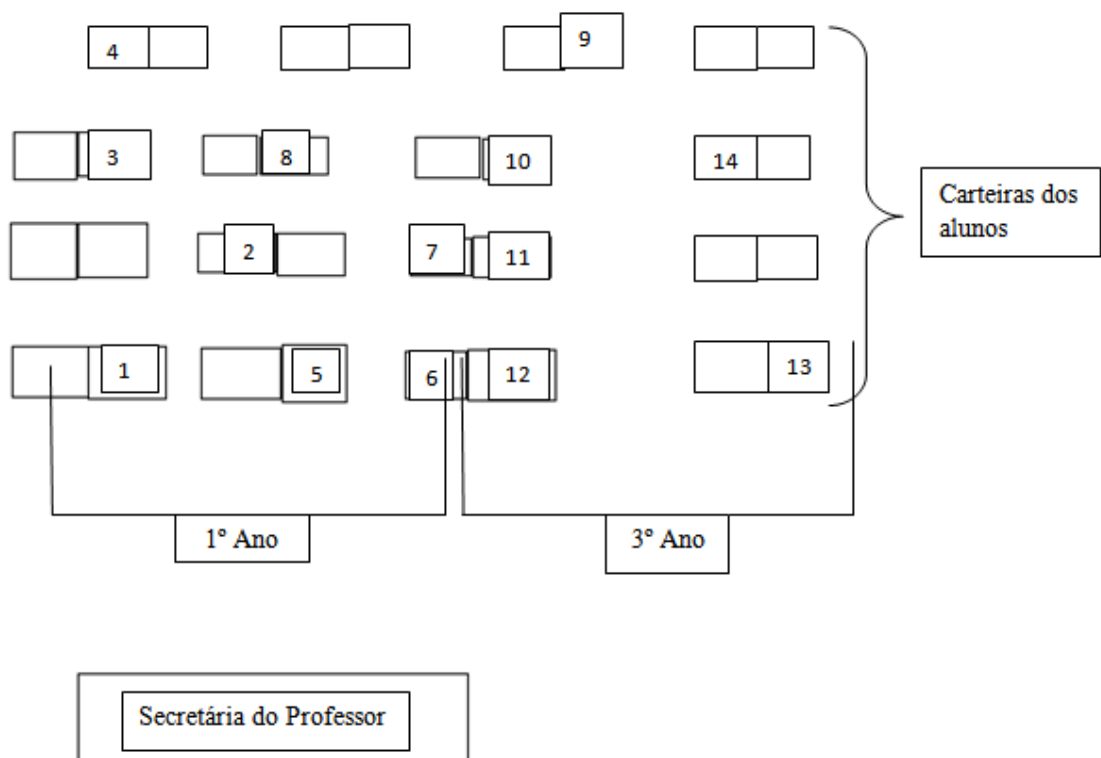 4 9
3 8 10 14
Carteiras dos
alunos
2 7 11
1 5 6 12 13
1º Ano 3º Ano
Secretária do Professor